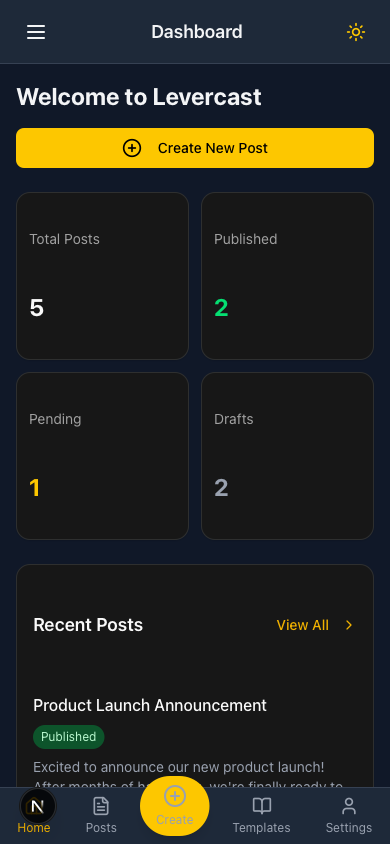 Dashboard
Welcome to Levercast
Create New Post
Total Posts
Published
5
2
Pending
Drafts
1
2
Recent Posts
View All
Product Launch Announcement
Published
Excited to announce our new product launch!
After months of we're finally ready to
N
Home
Posts
Create
Templates
Settings